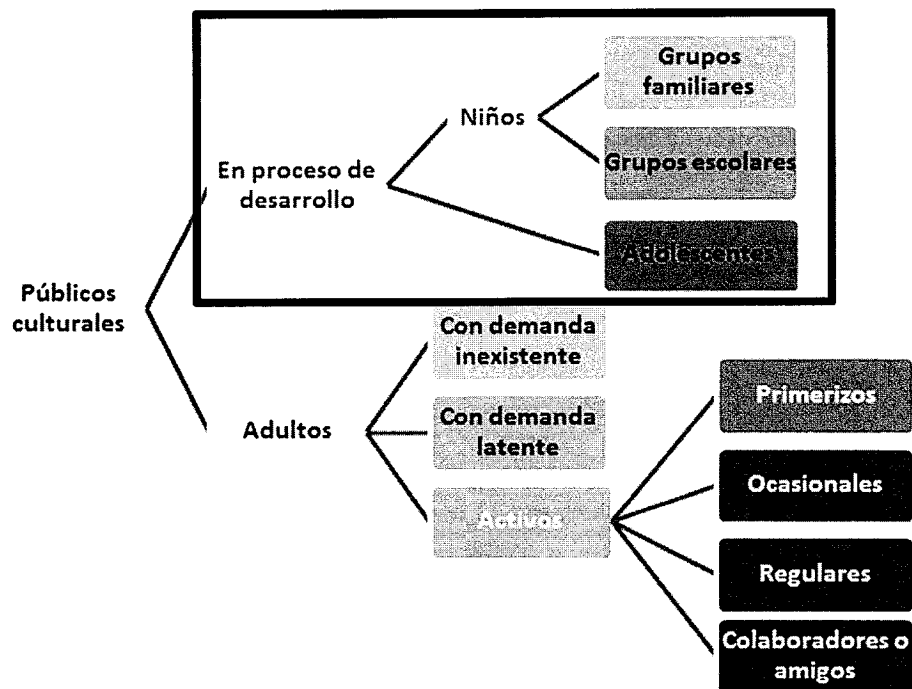 Grupos
familiares
Niños
Grupos escolares
En proceso de
desarrollo
Adolescentes
Públicos
culturales
Con demanda
inexistente
Adultos
Con demanda
latente
Activos
Primerizos
Ocasionales
Regulares
Colaboradores o
amigos